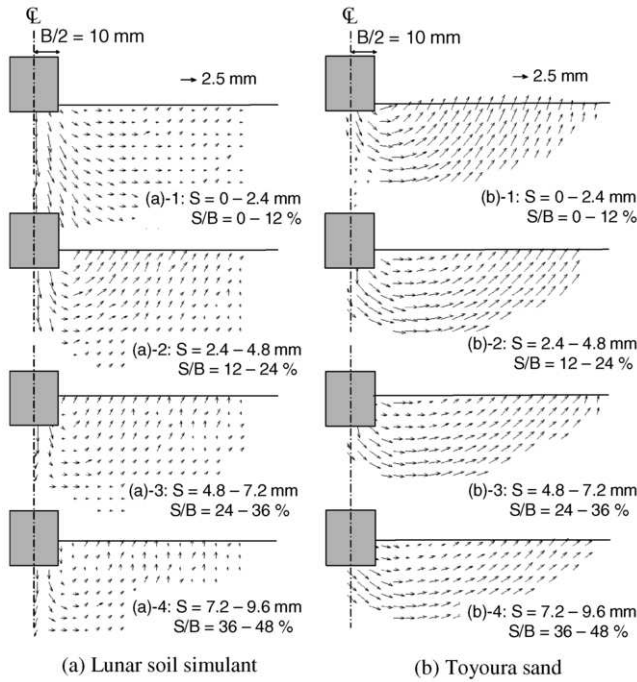 ℄
B/2 = 10 mm
2.5 mm
(a)-1: S = 0 – 2.4 mm
S/B = 0 – 12 %
(a)-2: S = 2.4 – 4.8 mm
S/B = 12 – 24 %
(a)-3: S = 4.8 – 7.2 mm
S/B = 24 – 36 %
(a)-4: S = 7.2 – 9.6 mm
S/B = 36 – 48 %
(a) Lunar soil simulant
℄
B/2 = 10 mm
2.5 mm
(b)-1: S = 0 – 2.4 mm
S/B = 0 – 12 %
(b)-2: S = 2.4 – 4.8 mm
S/B = 12 – 24 %
(b)-3: S = 4.8 – 7.2 mm
S/B = 24 – 36 %
(b)-4: S = 7.2 – 9.6 mm
S/B = 36 – 48 %
(b) Toyoura sand